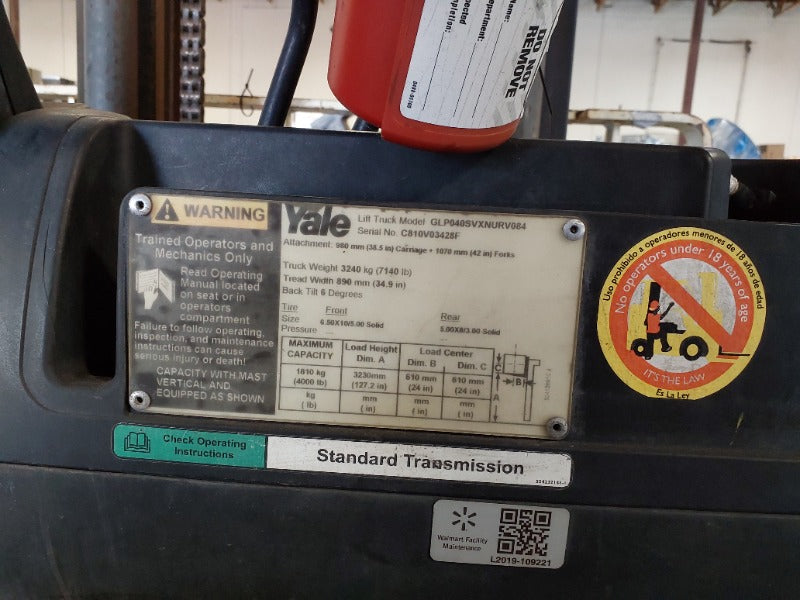 Name:
Department:
DO NOT
REMOVE
WARNING
Trained Operators and
Mechanics Only
Read Operating
Manual located
on seat or in
operators
compartment
Failure to follow operating,
inspection, and maintenance
instructions can cause
serious injury or death!
CAPACITY WITH MAST
VERTICAL AND
EQUIPPED AS SHOWN
Yale
Lift Truck Model GLP040SVXNURV084
Serial No. C810V03428F
Attachment: 980 mm (38.5 in) Carriage + 1070 mm (42 in) Forks
Truck Weight 3240 kg (7140 lb)
Tread Width 890 mm (34.9 in)
Back Tilt 6 Degrees
Tire Front Rear
Size 6.50X10/5.00 Solid 5.00X8/3.00 Solid
Pressure
MAXIMUM CAPACITY Load Height Dim. A Load Center Dim. B Dim. C
1810 kg 3230mm 610 mm 610 mm
(4000 lb) (127.2 in) (24 in) (24 in)
kg mm mm mm
( lb) ( in) ( in) ( in)
C
B
A
Uso prohibido a operadores menores de 18 años de edad
No operators under 18 years of age
IT'S THE LAW
Es La Ley
Check Operating
Instructions
Standard Transmission
Walmart Facility
Maintenance
L2019-109221